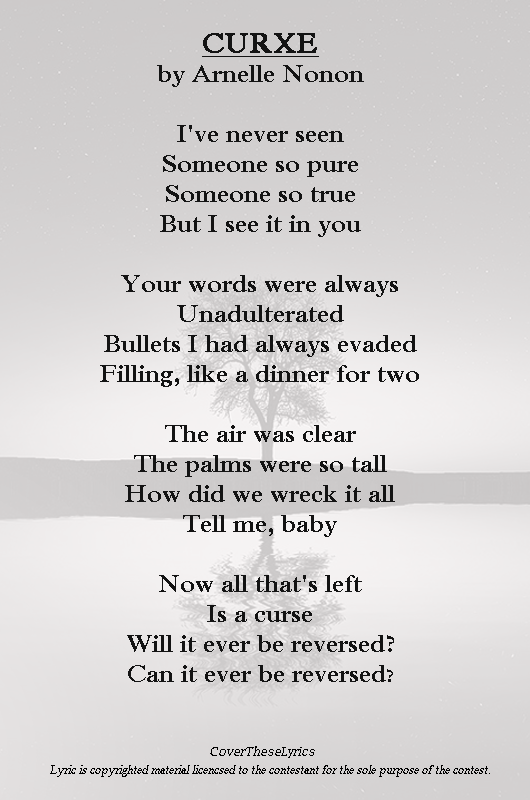 CURXE
by Arnelle Nonon
I've never seen
Someone so pure
Someone so true
But I see it in you
Your words were always
Unadulterated
Bullets I had always evaded
Filling, like a dinner for two
The air was clear
The palms were so tall
How did we wreck it all
Tell me, baby
Now all that's left
Is a curse
Will it ever be reversed?
Can it ever be reversed?
CoverTheseLyrics
Lyric is copyrighted material licencsed to the contestant for the sole purpose of the contest.